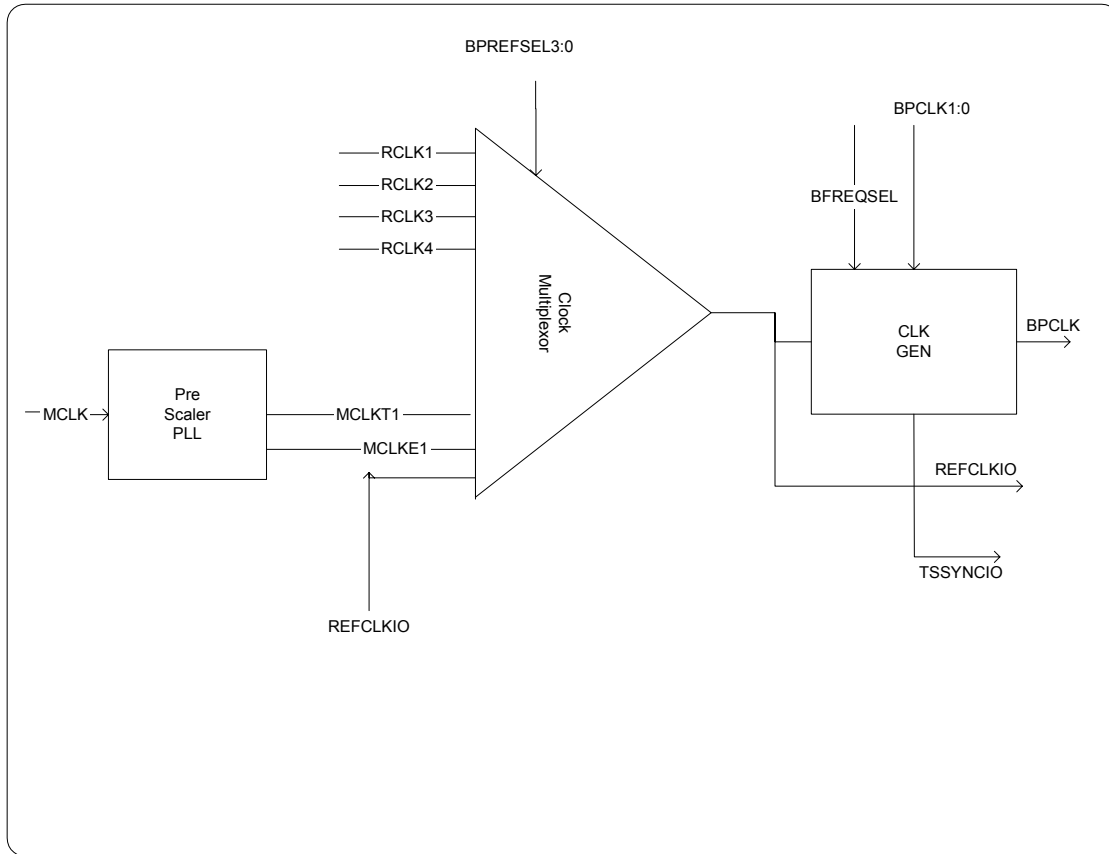 BPREFSEL3:0
BPCLK1:0
RCLK1
RCLK2
BFREQSEL
RCLK3
RCLK4
Clock
Multiplexor
CLK
GEN
BPCLK
Pre
Scaler
PLL
MCLK
MCLKT1
MCLKE1
REFCLKIO
TSSYNCIO
REFCLKIO